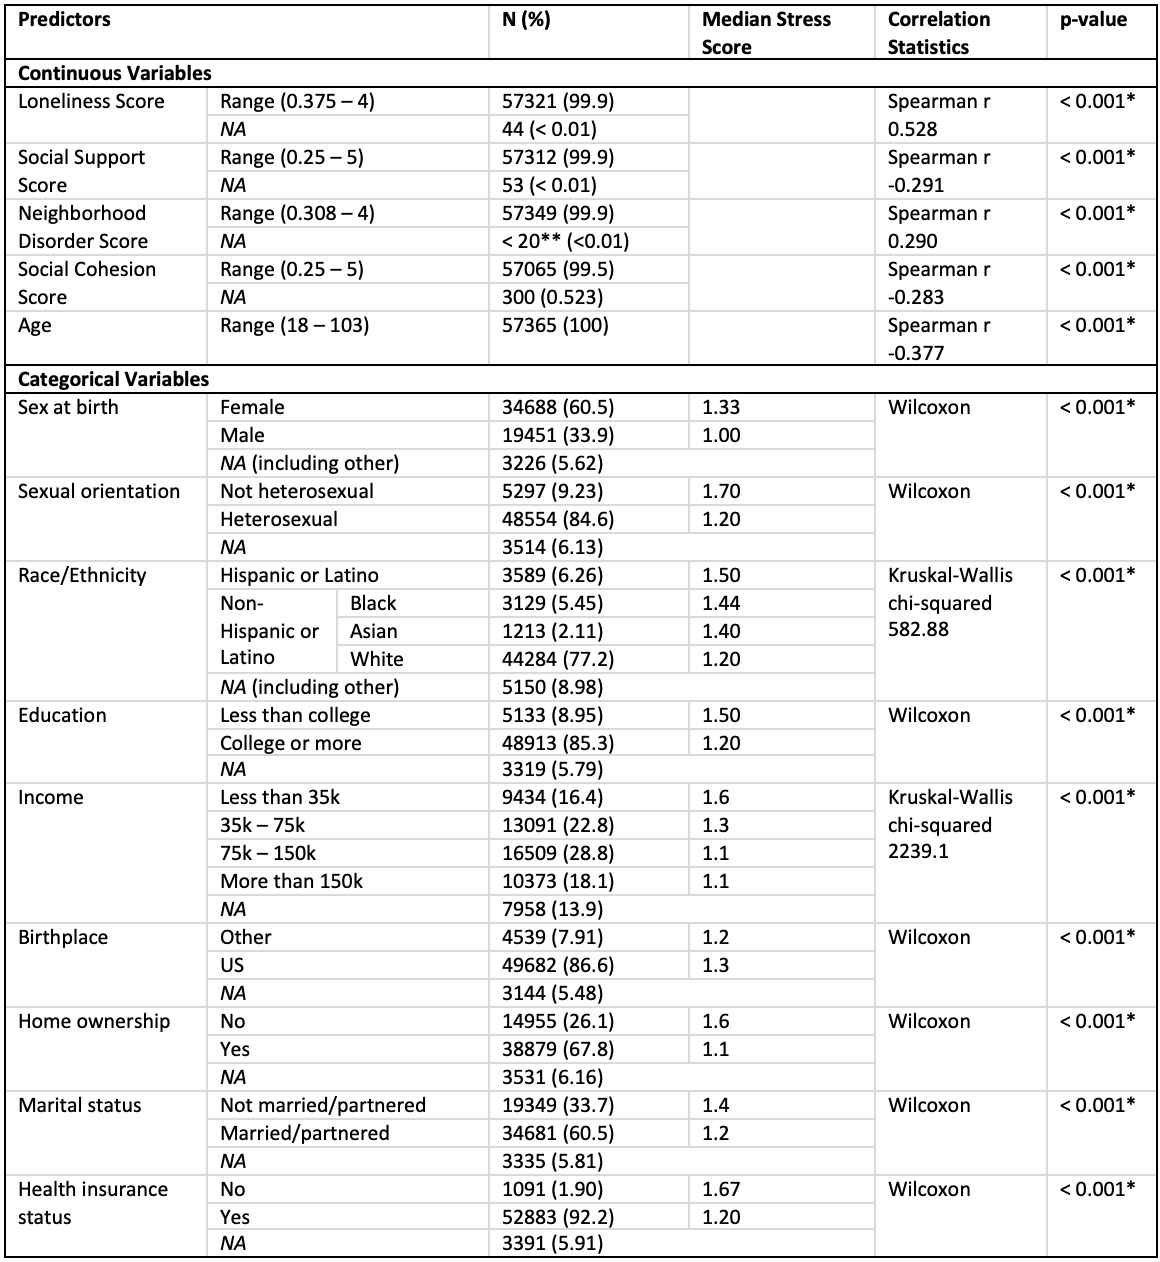 Predictors N (%) Median Stress Correlation p-value
Score Statistics
Continuous Variables
Loneliness Score Range (0.375 – 4) 57321 (99.9) Spearman r < 0.001*
NA 44 (< 0.01) 0.528
Social Support Range (0.25 – 5) 57312 (99.9) Spearman r < 0.001*
Score NA 53 (< 0.01) -0.291
Neighborhood Range (0.308 – 4) 57349 (99.9) Spearman r < 0.001*
Disorder Score NA < 20** (<0.01) 0.290
Social Cohesion Range (0.25 – 5) 57065 (99.5) Spearman r < 0.001*
Score NA 300 (0.523) -0.283
Age Range (18 – 103) 57365 (100) Spearman r < 0.001*
-0.377
Categorical Variables
Sex at birth Female 34688 (60.5) 1.33 Wilcoxon < 0.001*
Male 19451 (33.9) 1.00
NA (including other) 3226 (5.62)
Sexual orientation Not heterosexual 5297 (9.23) 1.70 Wilcoxon < 0.001*
Heterosexual 48554 (84.6) 1.20
NA 3514 (6.13)
Race/Ethnicity Hispanic or Latino 3589 (6.26) 1.50 Kruskal-Wallis < 0.001*
Non- Black 3129 (5.45) 1.44 chi-squared
Hispanic or Asian 1213 (2.11) 1.40 582.88
Latino White 44284 (77.2) 1.20
NA (including other) 5150 (8.98)
Education Less than college 5133 (8.95) 1.50 Wilcoxon < 0.001*
College or more 48913 (85.3) 1.20
NA 3319 (5.79)
Income Less than 35k 9434 (16.4) 1.6 Kruskal-Wallis < 0.001*
35k – 75k 13091 (22.8) 1.3 chi-squared
75k – 150k 16509 (28.8) 1.1 2239.1
More than 150k 10373 (18.1) 1.1
NA 7958 (13.9)
Birthplace Other 4539 (7.91) 1.2 Wilcoxon < 0.001*
US 49682 (86.6) 1.3
NA 3144 (5.48)
Home ownership No 14955 (26.1) 1.6 Wilcoxon < 0.001*
Yes 38879 (67.8) 1.1
NA 3531 (6.16)
Marital status Not married/partnered 19349 (33.7) 1.4 Wilcoxon < 0.001*
Married/partnered 34681 (60.5) 1.2
NA 3335 (5.81)
Health insurance No 1091 (1.90) 1.67 Wilcoxon < 0.001*
status Yes 52883 (92.2) 1.20
NA 3391 (5.91)